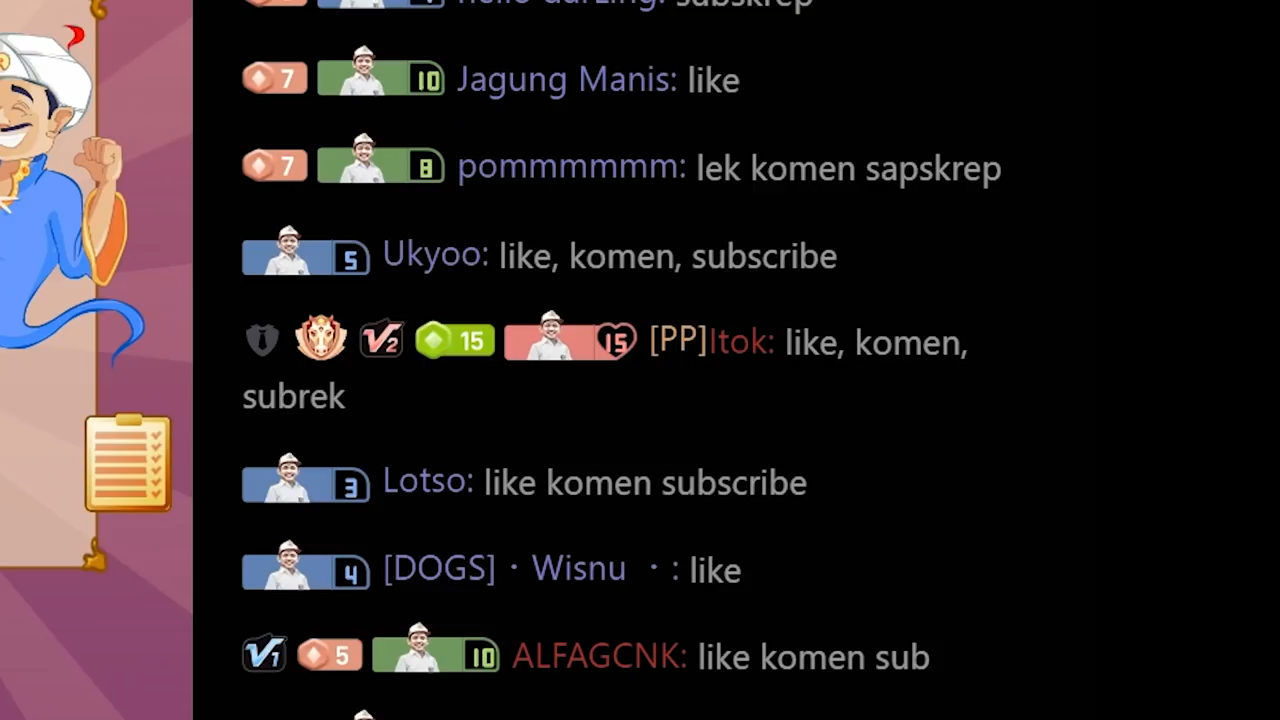 subskrep
7 10 Jagung Manis: like
7 8 pommmmmm: lek komen sapskrep
5 Ukyoo: like, komen, subscribe
V2 15 15 [PP]Itok: like, komen,
subrek
3 Lotso: like komen subscribe
4 [DOGS] · Wisnu · : like
V1 5 10 ALFAGCNK: like komen sub